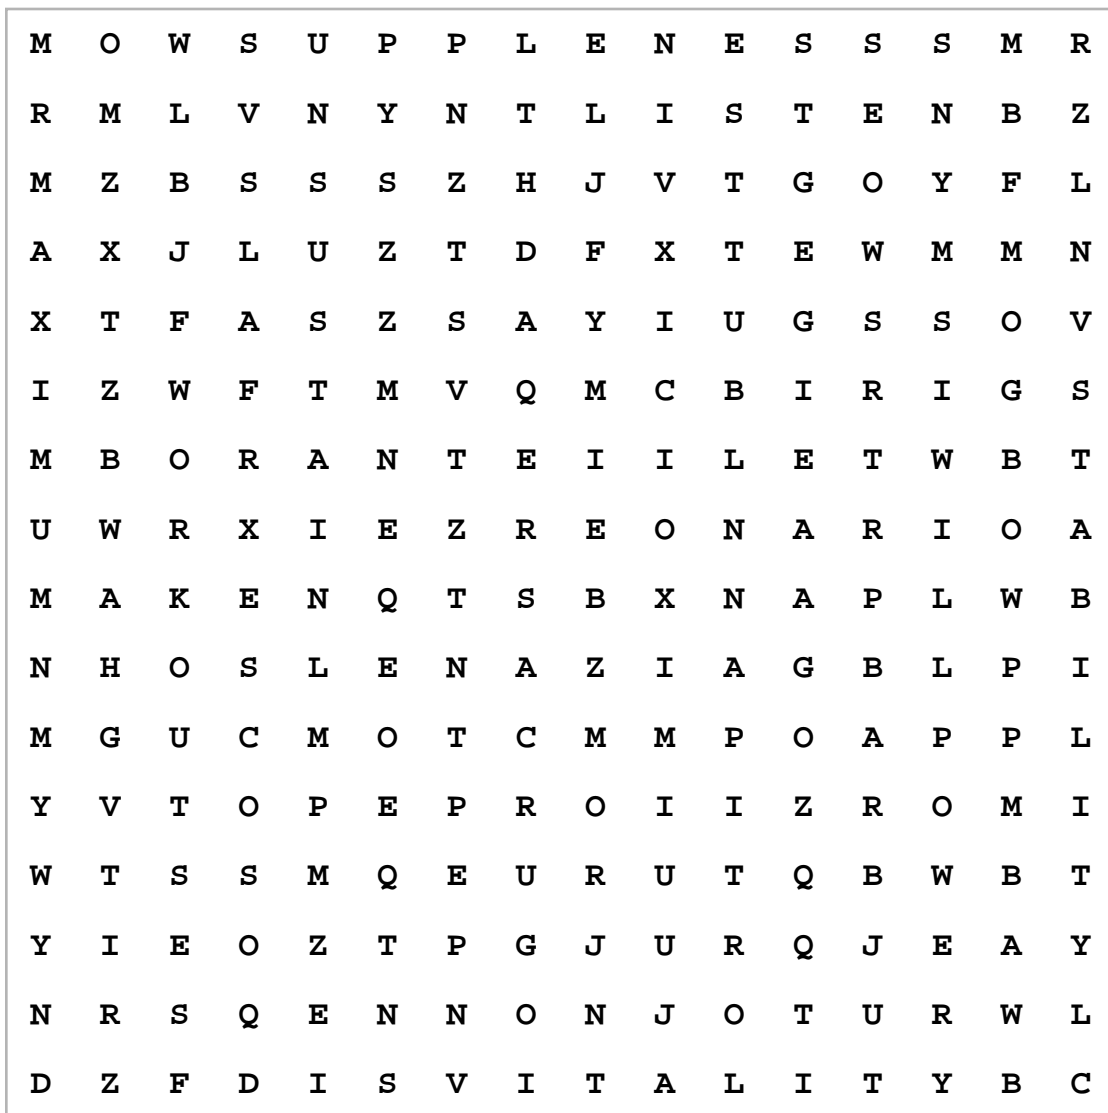 M O W S U P P L E N E S S S M R
R M L V N Y N T L I S T E N B Z
M Z B S S S Z H J V T G O Y F L
A X J L U Z T D F X T E W M M N
X T F A S Z S A Y I U G S S O V
I Z W F T M V Q M C B I R I G S
M B O R A N T E I I L E T W B T
U W R X I E Z R E O N A R I O A
M A K E N Q T S B X N A P L W B
N H O S L E N A Z I A G B L P I
M G U C M O T C M M P O A P P L
Y V T O P E P R O I I Z R O M I
W T S S M Q E U R U T Q B W B T
Y I E O Z T P G J U R Q J E A Y
N R S Q E N N O N J O T U R W L
D Z F D I S V I T A L I T Y B C